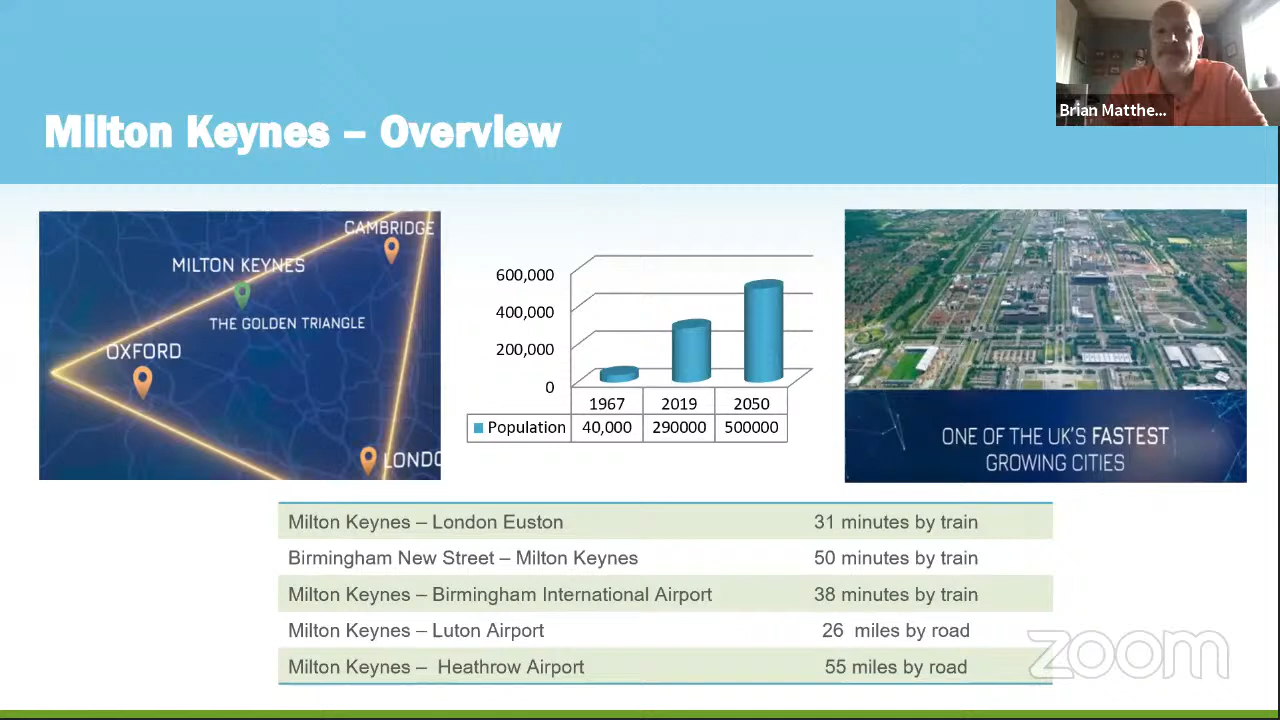 Brian Matthe...
Milton Keynes – Overview
CAMBRIDGE
MILTON KEYNES
THE GOLDEN TRIANGLE
OXFORD
LONDO
600,000
400,000
200,000
0
1967 2019 2050
Population 40,000 290000 500000
ONE OF THE UK'S FASTEST
GROWING CITIES
Milton Keynes – London Euston 31 minutes by train
Birmingham New Street – Milton Keynes 50 minutes by train
Milton Keynes – Birmingham International Airport 38 minutes by train
Milton Keynes – Luton Airport 26 miles by road
Milton Keynes – Heathrow Airport 55 miles by road
zoom